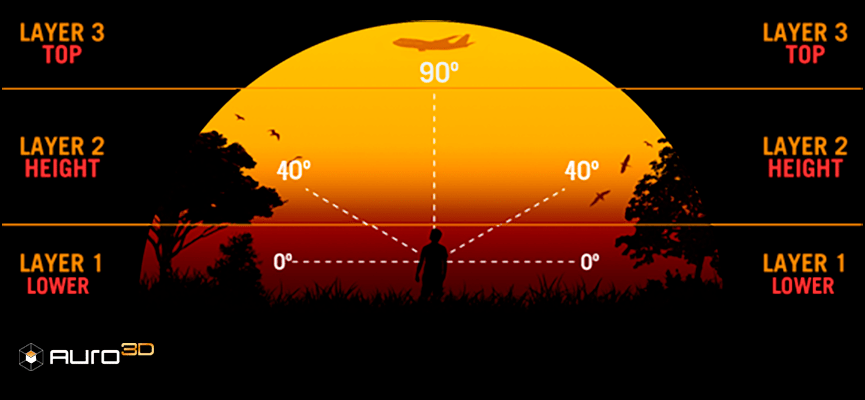 LAYER 3
TOP
LAYER 3
TOP
90º
LAYER 2
HEIGHT
40º
40º
LAYER 2
HEIGHT
LAYER 1
LOWER
0º
0º
LAYER 1
LOWER
AURO3D